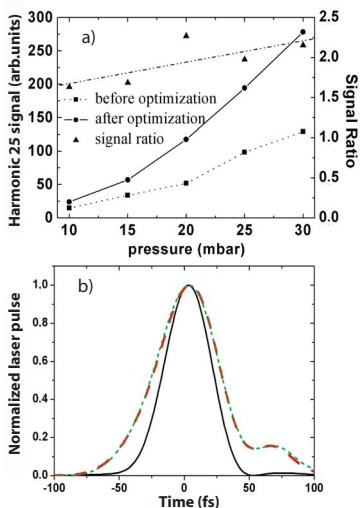 a)
Harmonic 25 signal (arb.units)
300
250
200
150
100
50
0
2.5
2.0
1.5
1.0
0.5
0.0
Signal Ratio
before optimization
after optimization
signal ratio
10 15 20 25 30
pressure (mbar)
b)
Normalized laser pulse
1.0
0.8
0.6
0.4
0.2
0.0
-100 -50 0 50 100
Time (fs)